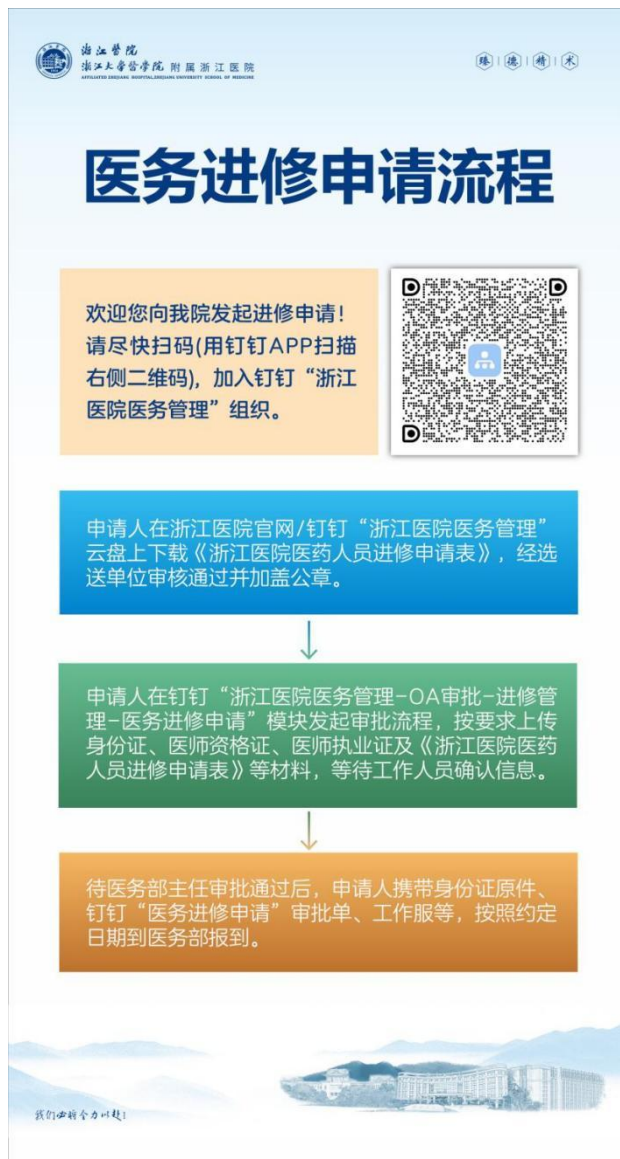 浙江醫院
浙江大學醫學院 附属浙江医院
AFFILIATED ZHEJIANG HOSPITAL,ZHEJIANG UNIVERSITY SCHOOL OF MEDICINE
臻 | 德 | 精 | 术
医务进修申请流程
欢迎您向我院发起进修申请!
请尽快扫码(用钉钉APP扫描
右侧二维码), 加入钉钉“浙江
医院医务管理”组织。
申请人在浙江医院官网/钉钉“浙江医院医务管理”
云盘上下载《浙江医院医药人员进修申请表》, 经选
送单位审核通过并加盖公章。
申请人在钉钉“浙江医院医务管理-OA审批-进修管
理-医务进修申请”模块发起审批流程, 按要求上传
身份证、医师资格证、医师执业证及《浙江医院医药
人员进修申请表》等材料, 等待工作人员确认信息。
待医务部主任审批通过后, 申请人携带身份证原件、
钉钉“医务进修申请”审批单、工作服等, 按照约定
日期到医务部报到。
我们必将全力以赴!